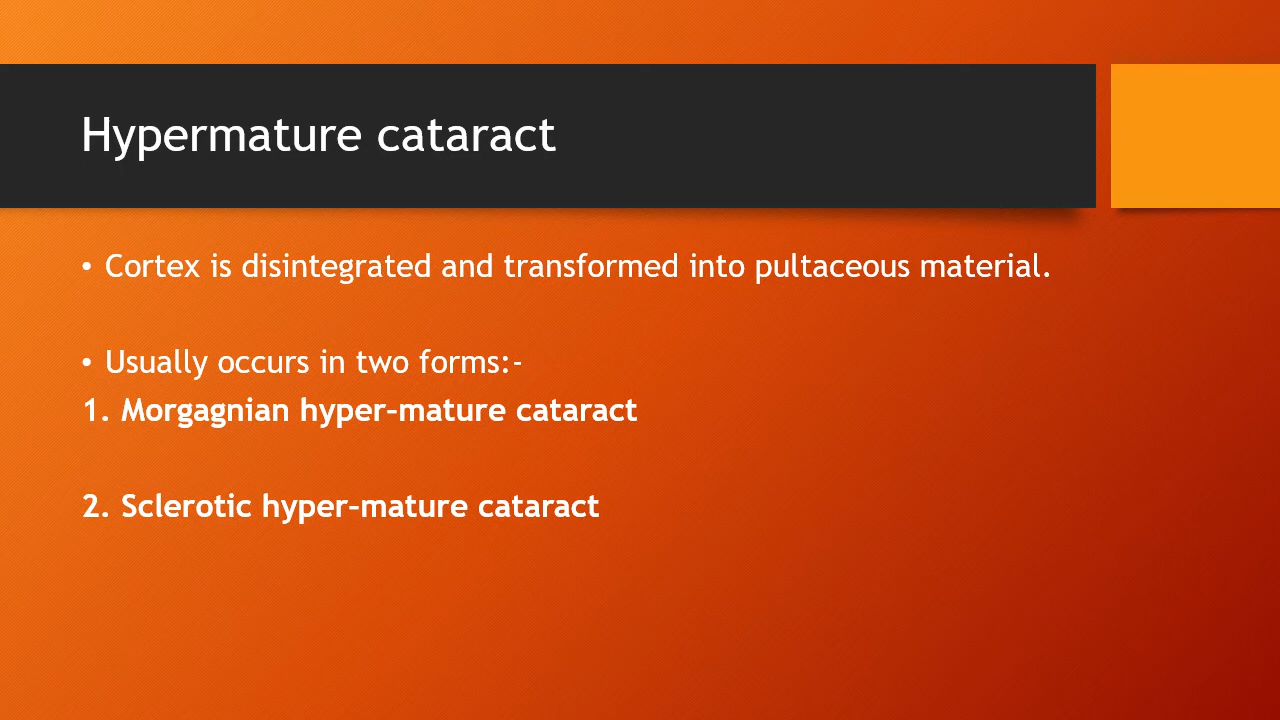 Hypermature cataract
• Cortex is disintegrated and transformed into pultaceous material.
• Usually occurs in two forms:-
1. Morgagnian hyper-mature cataract
2. Sclerotic hyper-mature cataract